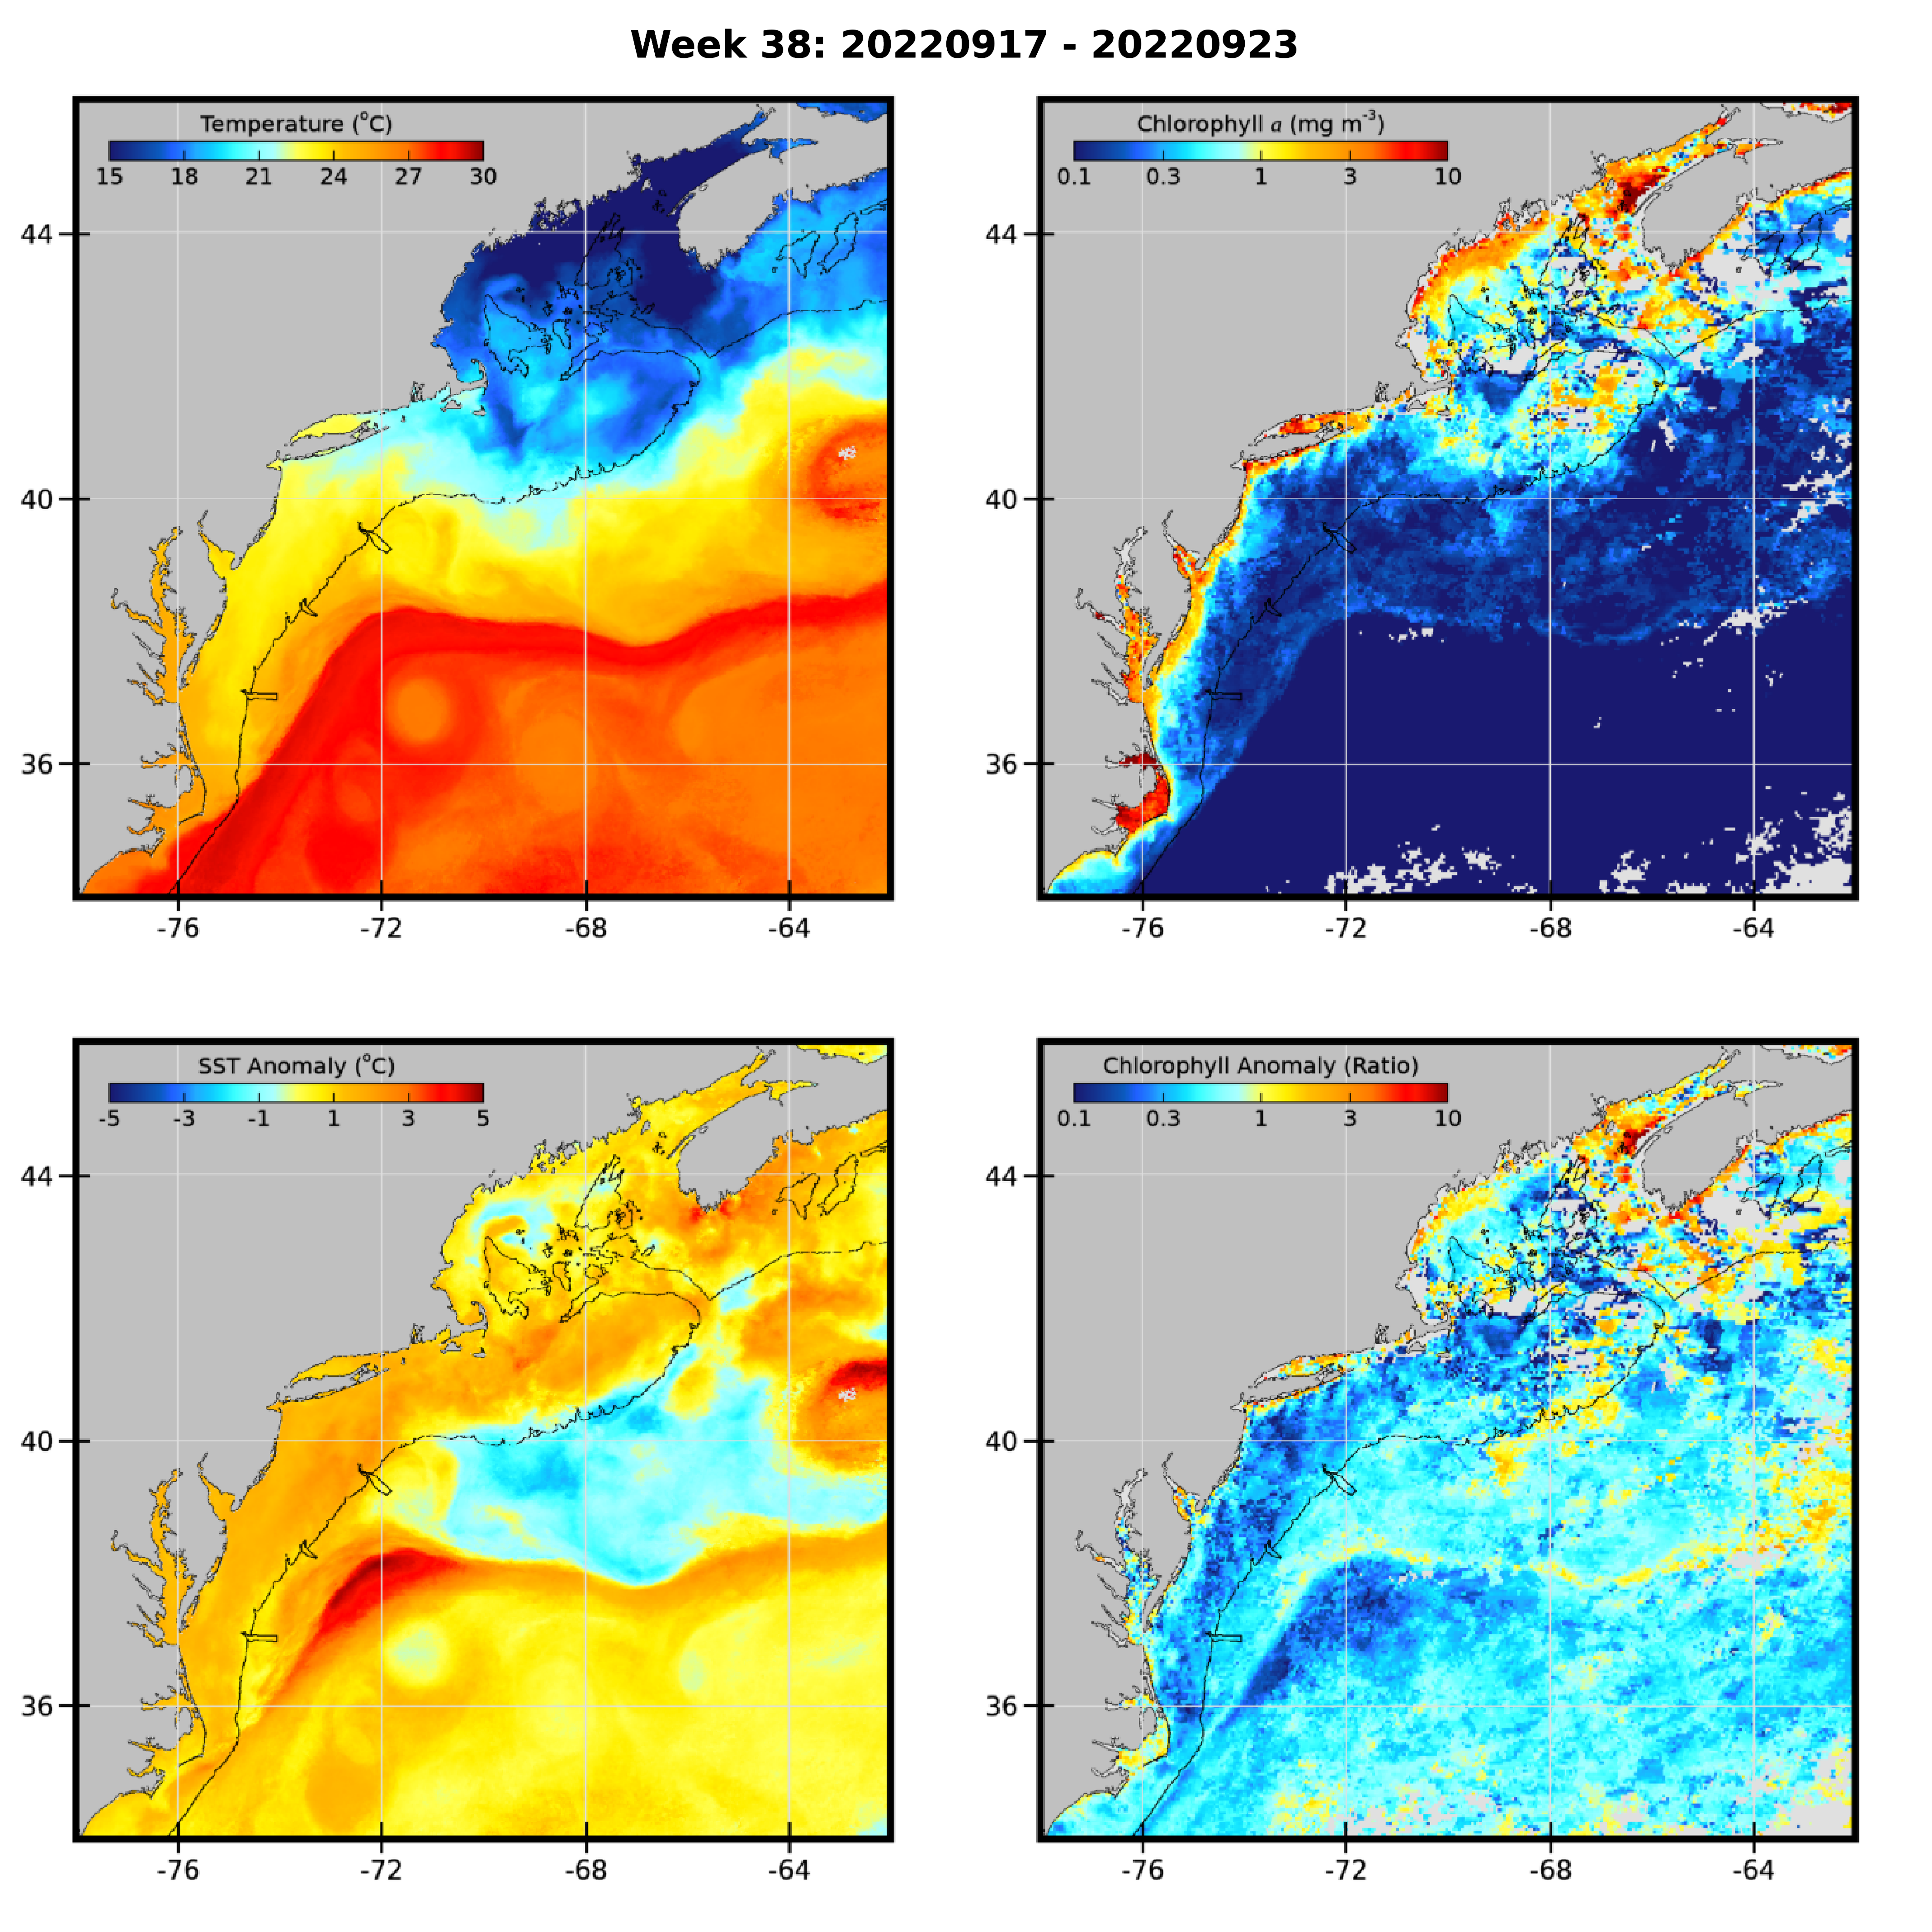 Week 38: 20220917 - 20220923
Temperature (°C)
15 18 21 24 27 30
44
40
36
-76 -72 -68 -64
Chlorophyll a (mg m⁻³)
0.1 0.3 1 3 10
44
40
36
-76 -72 -68 -64
SST Anomaly (°C)
-5 -3 -1 1 3 5
44
40
36
-76 -72 -68 -64
Chlorophyll Anomaly (Ratio)
0.1 0.3 1 3 10
44
40
36
-76 -72 -68 -64